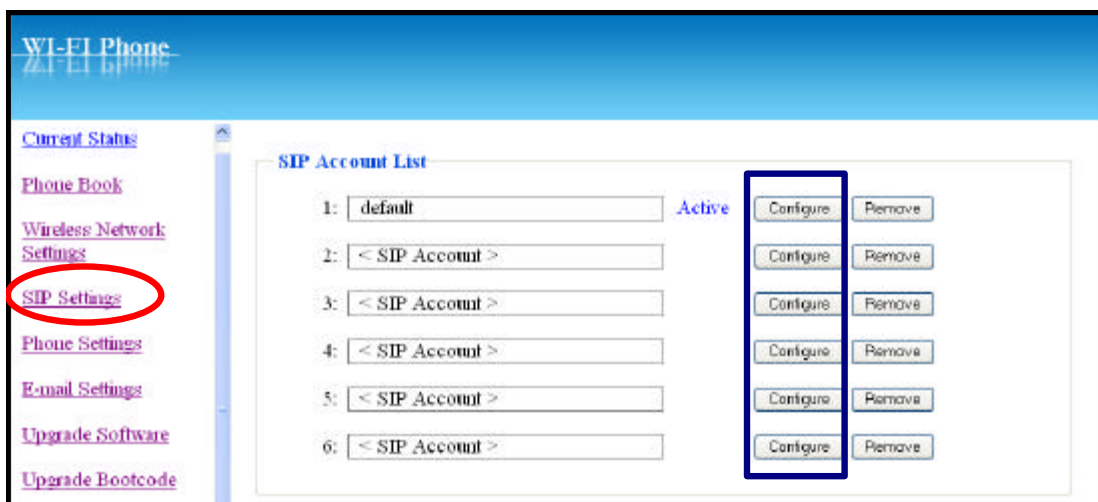 WI-FI Phone
Current Status
Phone Book
Wireless Network
Settings
SIP Settings
Phone Settings
E-mail Settings
Upgrade Software
Upgrade Bootcode
SIP Account List
1: default Active Configure Remove
2: < SIP Account > Configure Remove
3: < SIP Account > Configure Remove
4: < SIP Account > Configure Remove
5: < SIP Account > Configure Remove
6: < SIP Account > Configure Remove